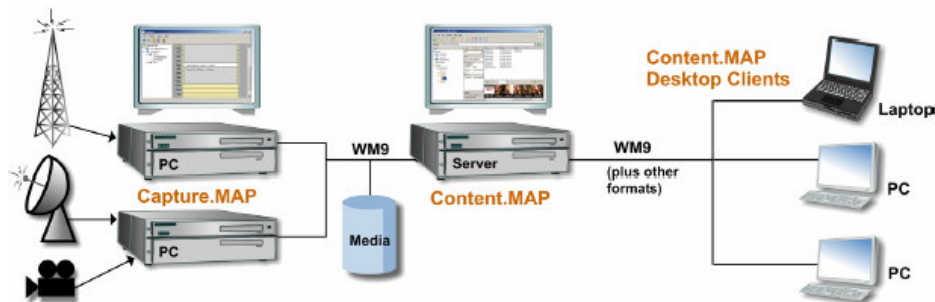 PC
Capture.MAP
PC
WM9
Media
Server
Content.MAP
WM9
(plus other
formats)
Content.MAP
Desktop Clients
Laptop
PC
PC